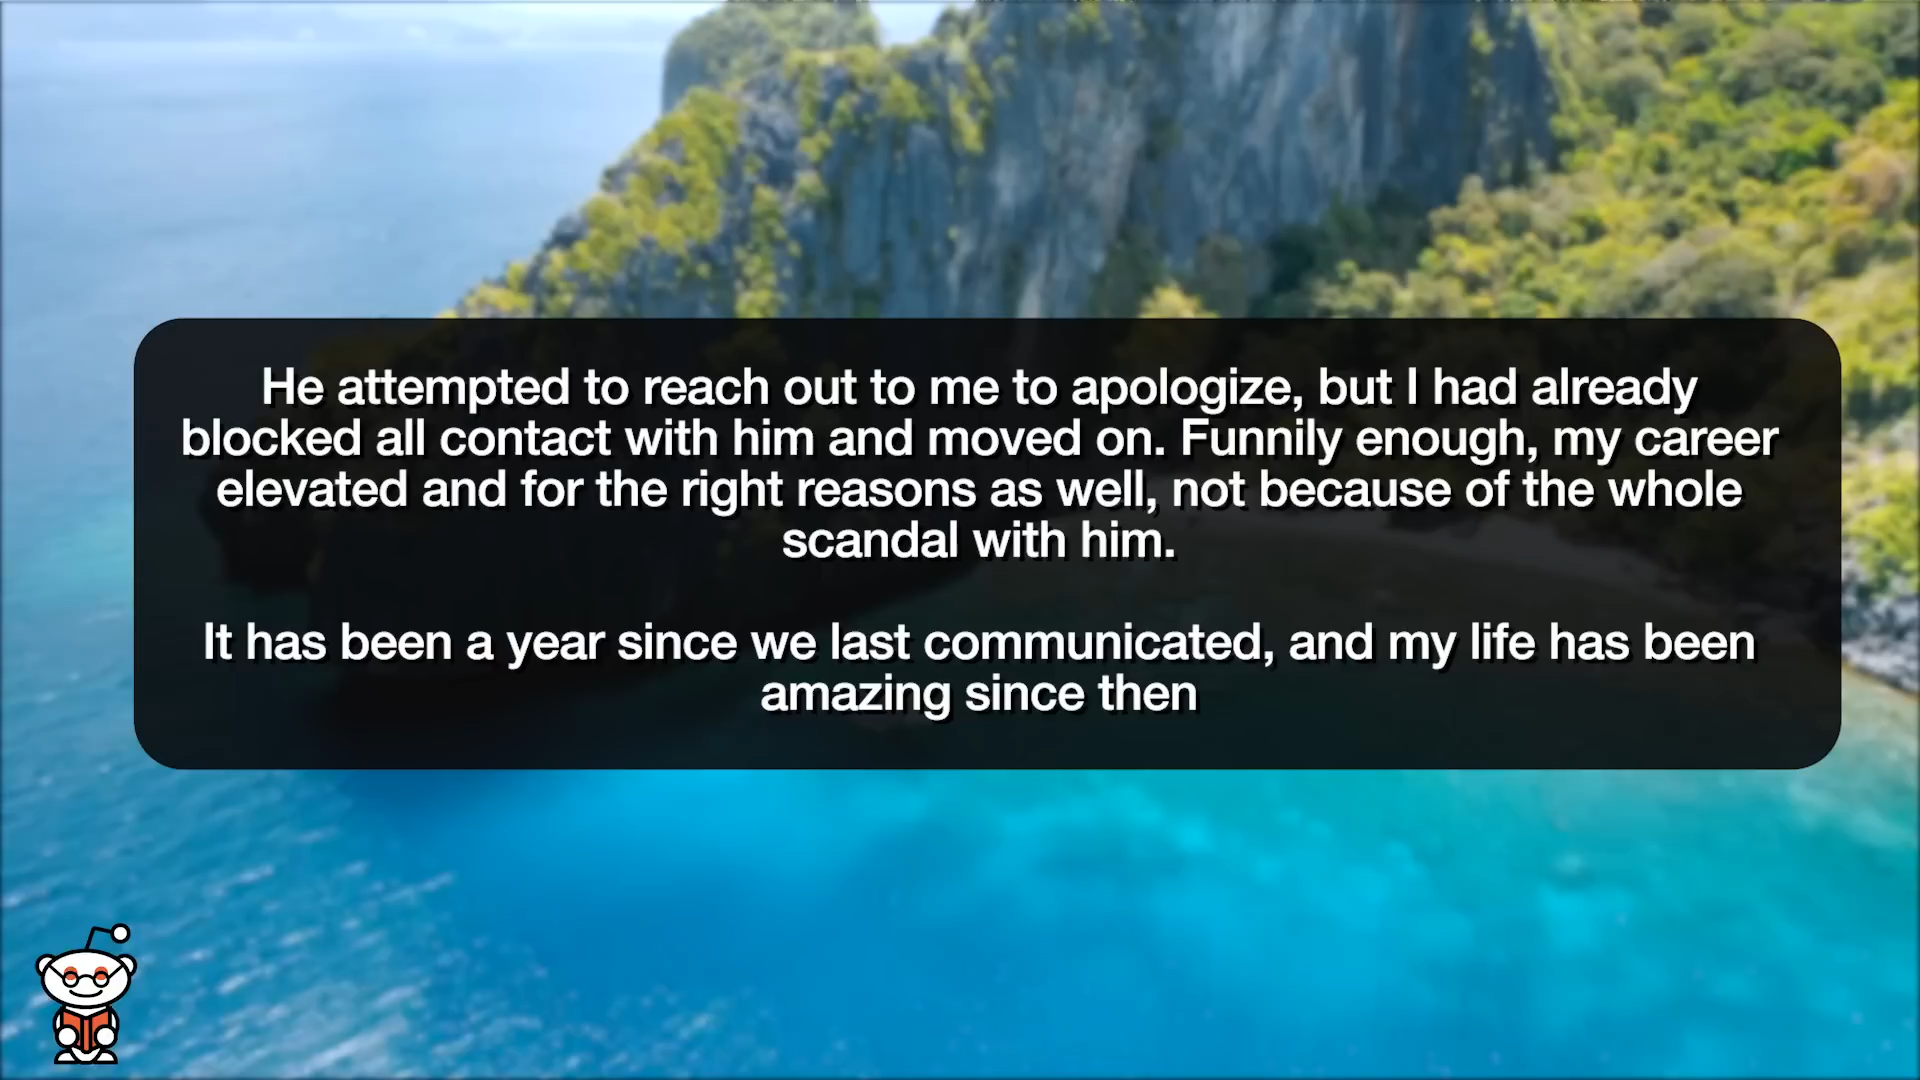 He attempted to reach out to me to apologize, but I had already
blocked all contact with him and moved on. Funnily enough, my career
elevated and for the right reasons as well, not because of the whole
scandal with him.
It has been a year since we last communicated, and my life has been
amazing since then